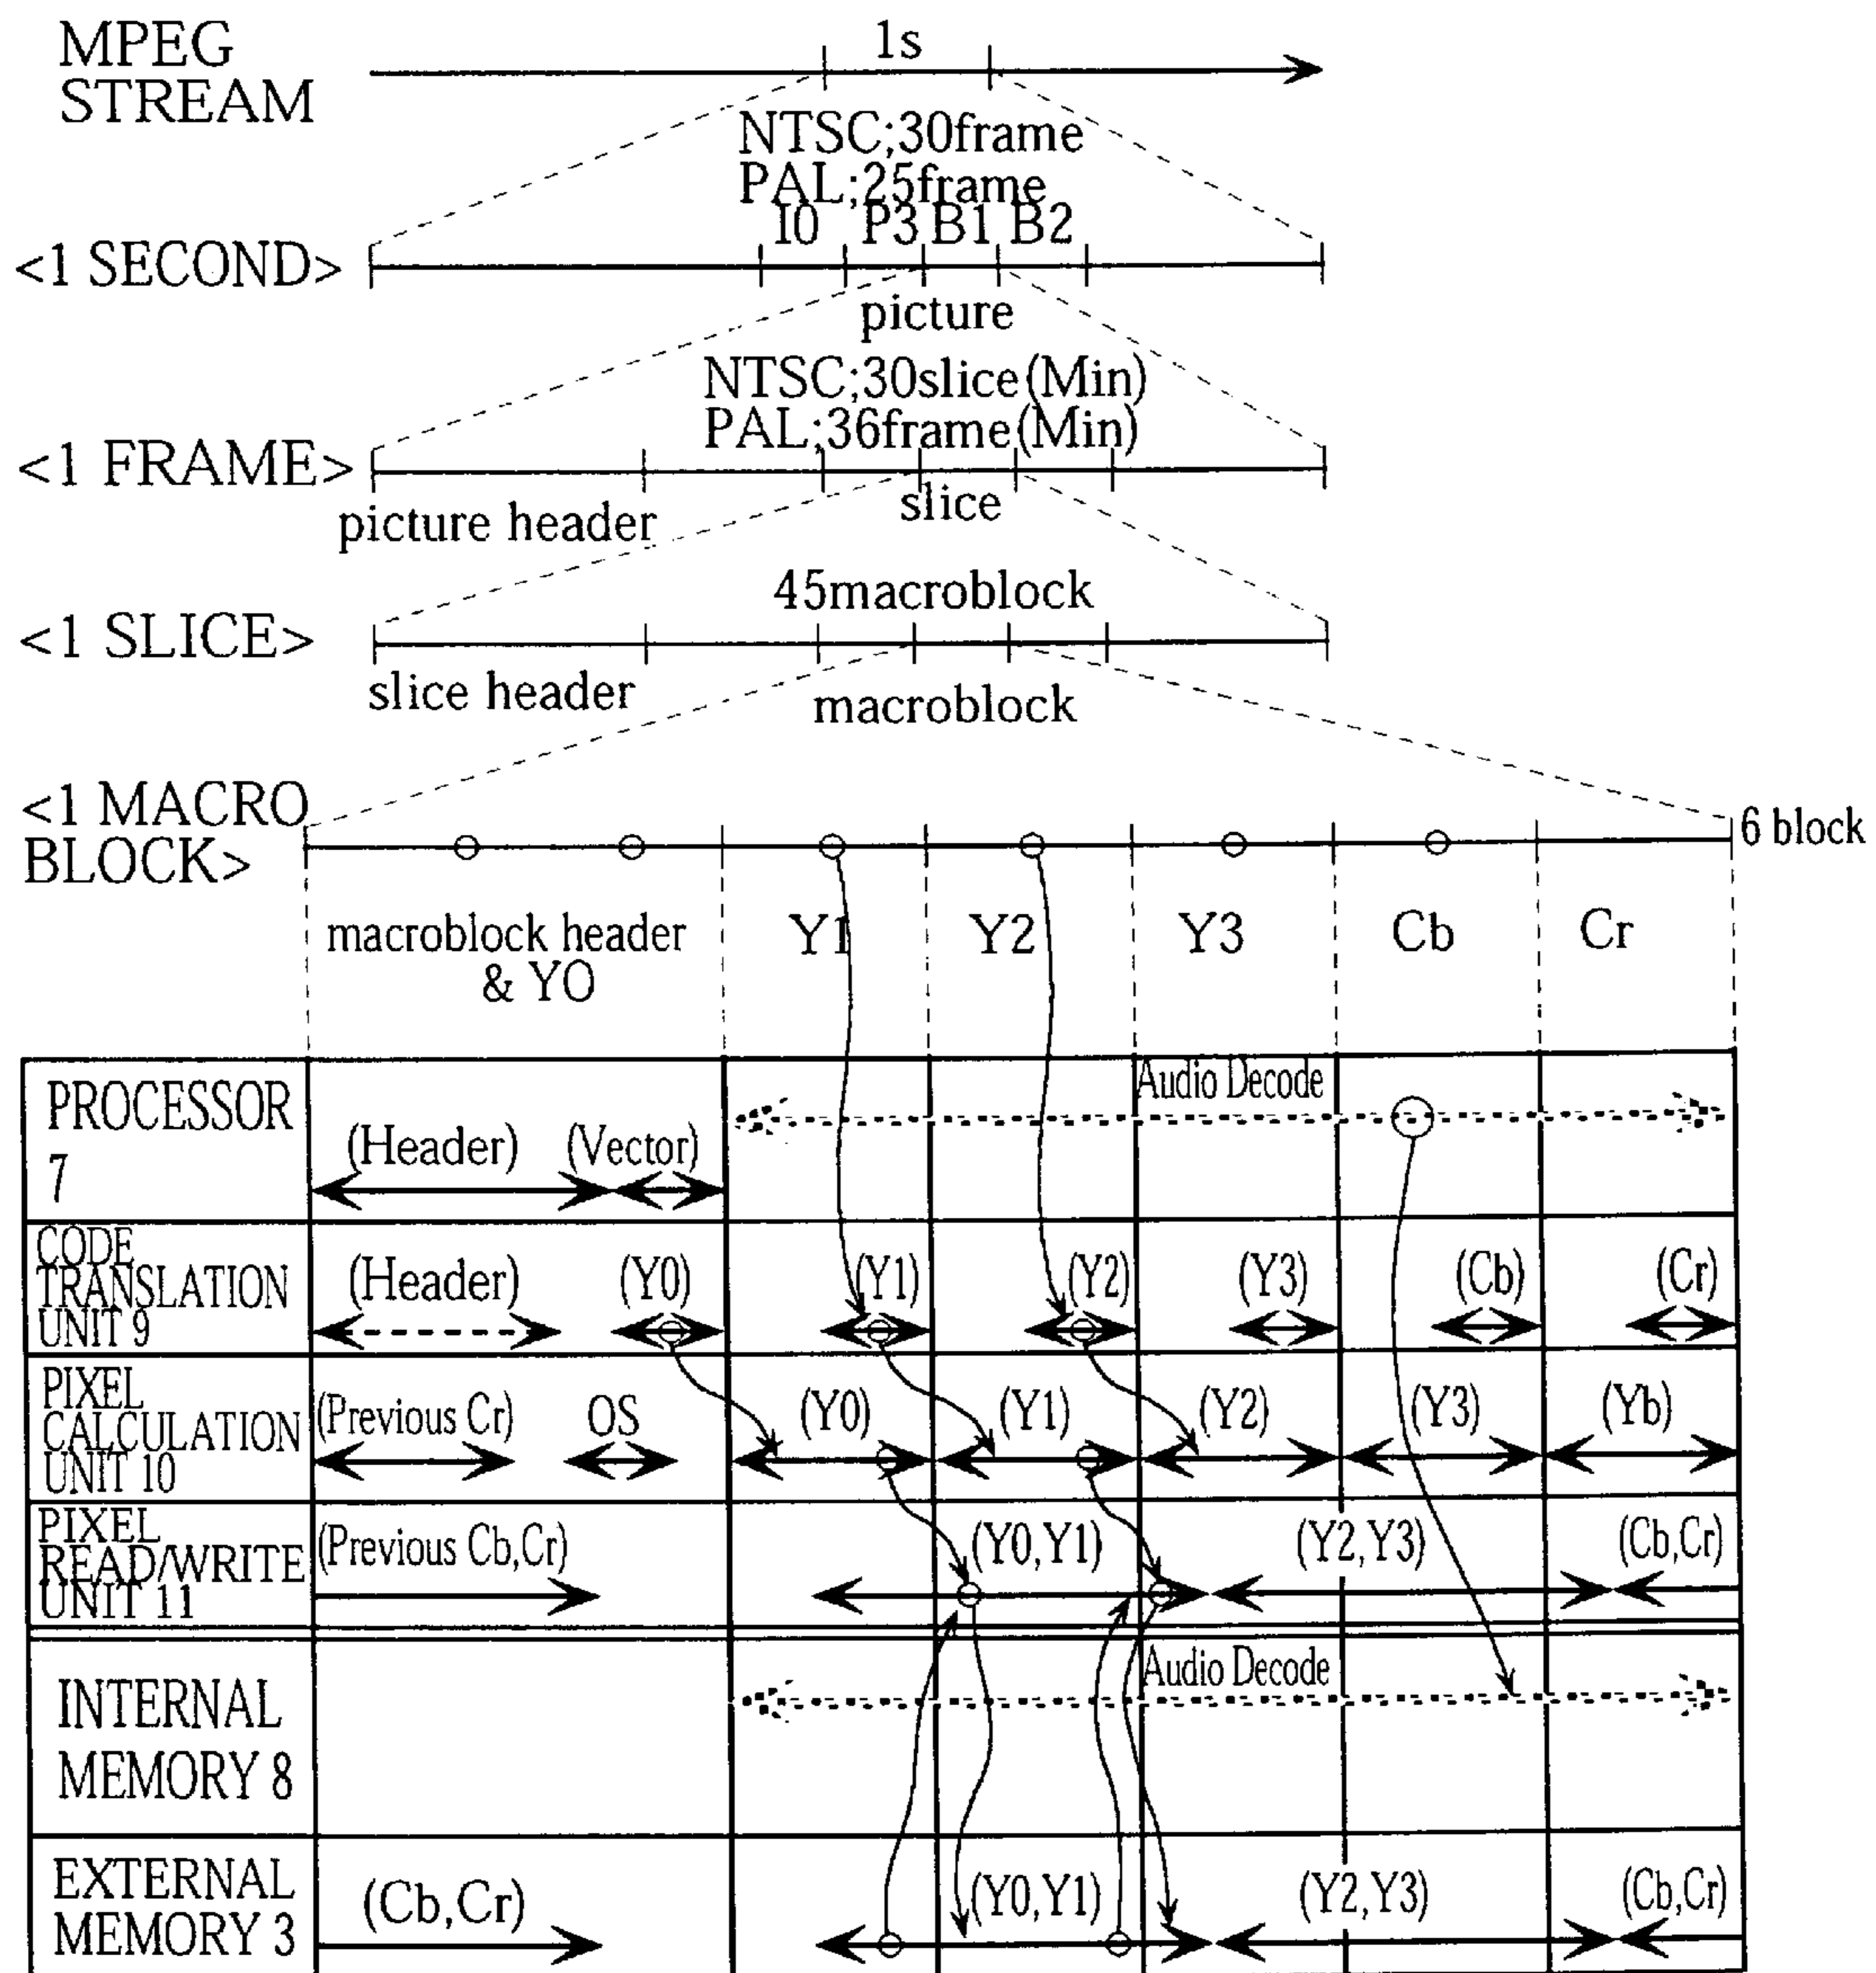 MPEG
STREAM
1s
NTSC;30frame
PAL;25frame
I0 P3 B1 B2
<1 SECOND>
picture
NTSC;30slice(Min)
PAL;36frame(Min)
<1 FRAME>
slice
picture header
45macroblock
<1 SLICE>
slice header
macroblock
<1 MACRO
BLOCK>
6 block
macroblock header
& YO
Y1
Y2
Y3
Cb
Cr
PROCESSOR
7
(Header)
(Vector)
Audio Decode
CODE
TRANSLATION
UNIT 9
(Header)
(Y0)
(Y1)
(Y2)
(Y3)
(Cb)
(Cr)
PIXEL
CALCULATION
UNIT 10
(Previous Cr)
OS
(Y0)
(Y1)
(Y2)
(Y3)
(Yb)
PIXEL
READ/WRITE
UNIT 11
(Previous Cb,Cr)
(Y0,Y1)
(Y2,Y3)
(Cb,Cr)
INTERNAL
MEMORY 8
Audio Decode
EXTERNAL
MEMORY 3
(Cb,Cr)
(Y0,Y1)
(Y2,Y3)
(Cb,Cr)